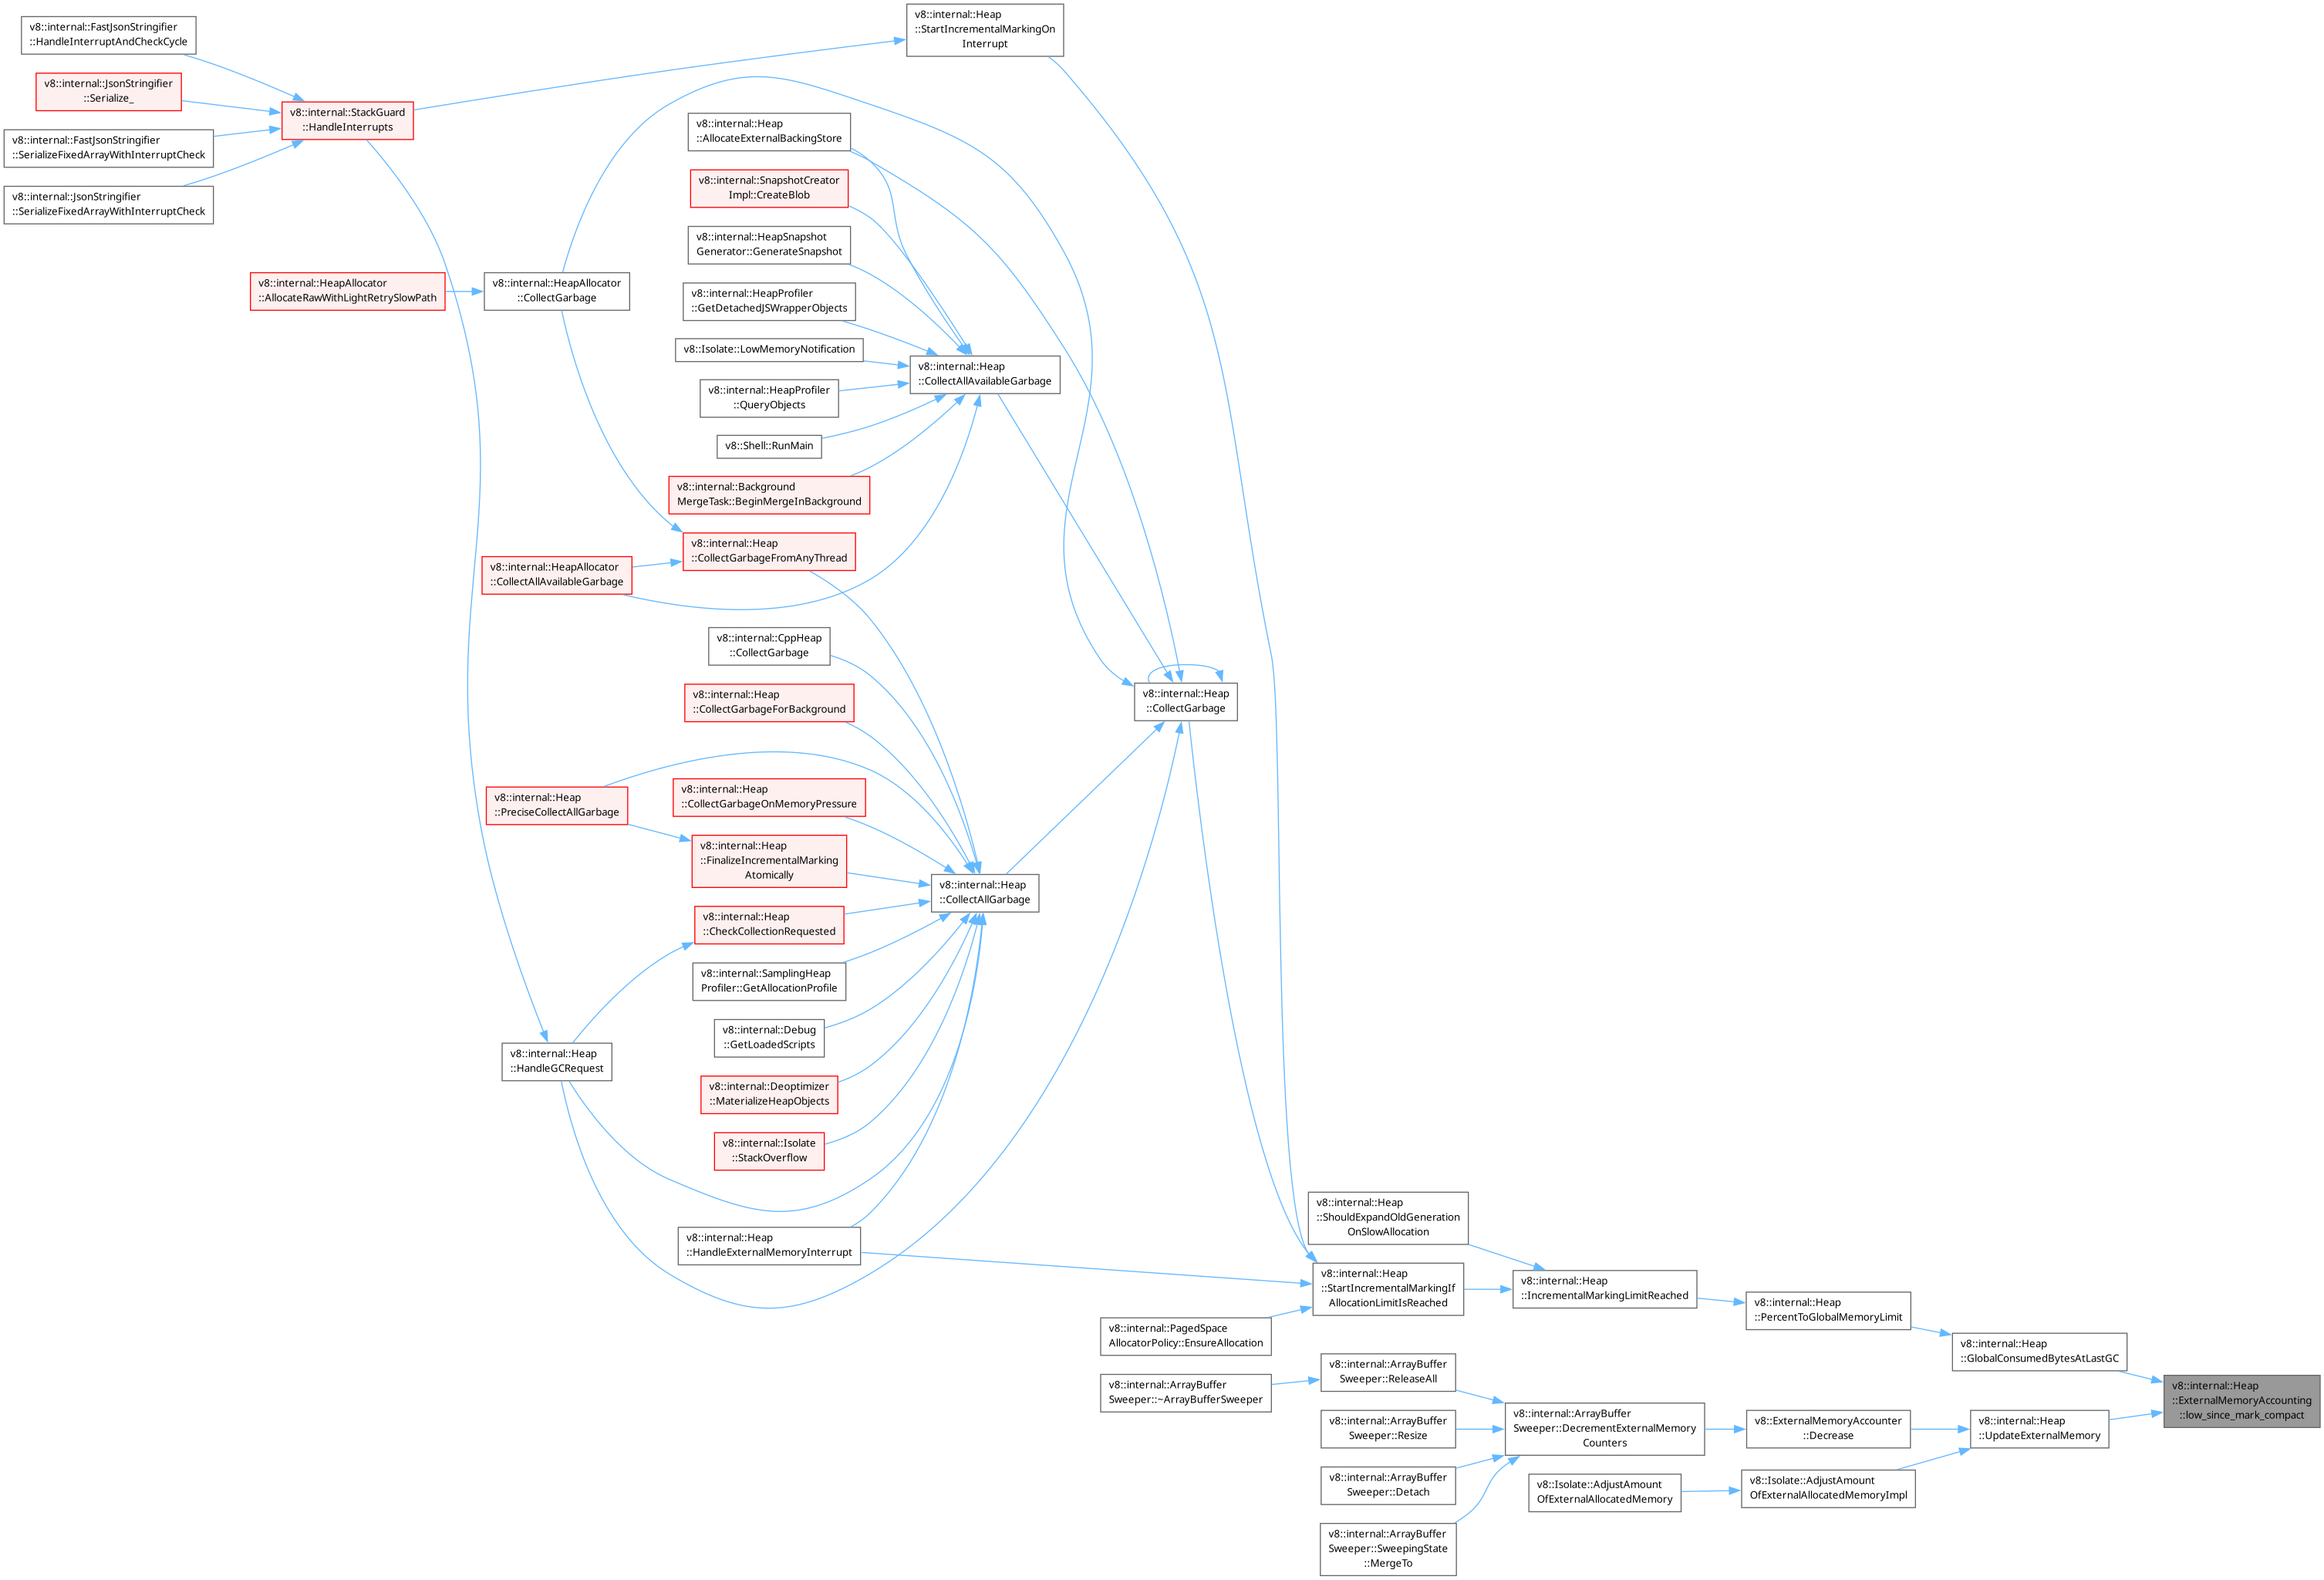 v8::internal::FastJsonStringifier
::HandleInterruptAndCheckCycle
v8::internal::JsonStringifier
::Serialize_
v8::internal::FastJsonStringifier
::SerializeFixedArrayWithInterruptCheck
v8::internal::JsonStringifier
::SerializeFixedArrayWithInterruptCheck
v8::internal::StackGuard
::HandleInterrupts
v8::internal::HeapAllocator
::AllocateRawWithLightRetrySlowPath
v8::internal::HeapAllocator
::CollectGarbage
v8::internal::HeapAllocator
::CollectAllAvailableGarbage
v8::internal::Heap
::PreciseCollectAllGarbage
v8::internal::Heap
::HandleGCRequest
v8::internal::Heap
::AllocateExternalBackingStore
v8::internal::SnapshotCreator
Impl::CreateBlob
v8::internal::HeapSnapshot
Generator::GenerateSnapshot
v8::internal::HeapProfiler
::GetDetachedJSWrapperObjects
v8::Isolate::LowMemoryNotification
v8::internal::HeapProfiler
::QueryObjects
v8::Shell::RunMain
v8::internal::Background
MergeTask::BeginMergeInBackground
v8::internal::Heap
::CollectGarbageFromAnyThread
v8::internal::CppHeap
::CollectGarbage
v8::internal::Heap
::CollectGarbageForBackground
v8::internal::Heap
::CollectGarbageOnMemoryPressure
v8::internal::Heap
::FinalizeIncrementalMarking
Atomically
v8::internal::Heap
::CheckCollectionRequested
v8::internal::SamplingHeap
Profiler::GetAllocationProfile
v8::internal::Debug
::GetLoadedScripts
v8::internal::Deoptimizer
::MaterializeHeapObjects
v8::internal::Isolate
::StackOverflow
v8::internal::Heap
::HandleExternalMemoryInterrupt
v8::internal::Heap
::StartIncrementalMarkingOn
Interrupt
v8::internal::Heap
::CollectAllAvailableGarbage
v8::internal::Heap
::CollectAllGarbage
v8::internal::Heap
::CollectGarbage
v8::internal::PagedSpace
AllocatorPolicy::EnsureAllocation
v8::internal::ArrayBuffer
Sweeper::~ArrayBufferSweeper
v8::internal::Heap
::ShouldExpandOldGeneration
OnSlowAllocation
v8::internal::Heap
::StartIncrementalMarkingIf
AllocationLimitIsReached
v8::internal::ArrayBuffer
Sweeper::ReleaseAll
v8::internal::ArrayBuffer
Sweeper::Resize
v8::internal::ArrayBuffer
Sweeper::Detach
v8::internal::ArrayBuffer
Sweeper::SweepingState
::MergeTo
v8::internal::Heap
::IncrementalMarkingLimitReached
v8::internal::ArrayBuffer
Sweeper::DecrementExternalMemory
Counters
v8::Isolate::AdjustAmount
OfExternalAllocatedMemory
v8::internal::Heap
::PercentToGlobalMemoryLimit
v8::ExternalMemoryAccounter
::Decrease
v8::Isolate::AdjustAmount
OfExternalAllocatedMemoryImpl
v8::internal::Heap
::GlobalConsumedBytesAtLastGC
v8::internal::Heap
::UpdateExternalMemory
v8::internal::Heap
::ExternalMemoryAccounting
::low_since_mark_compact